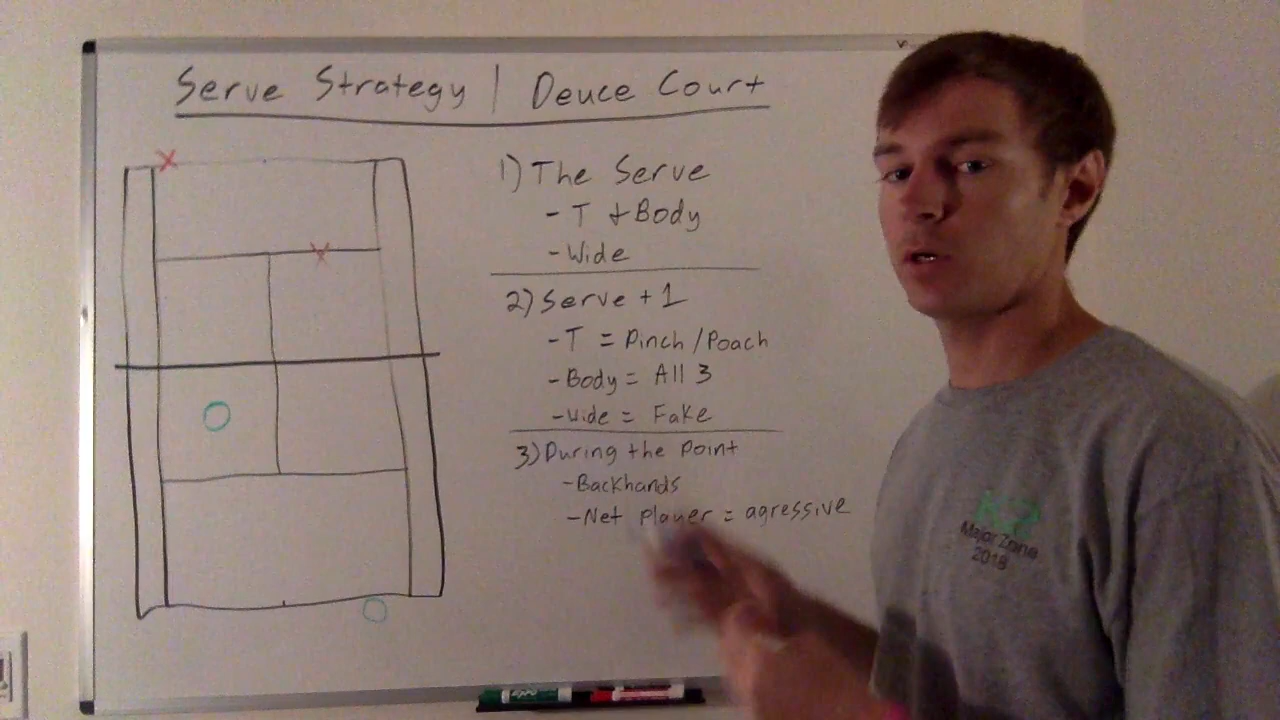 Serve Strategy | Deuce Court
1) The Serve
- T + Body
- Wide
2) Serve + 1
- T = Pinch/Poach
- Body = All 3
- Wide = Fake
3) During the Point
- Backhands
- Net Player = agressive
X
X
O
O
Major Zone
2018
EXPO